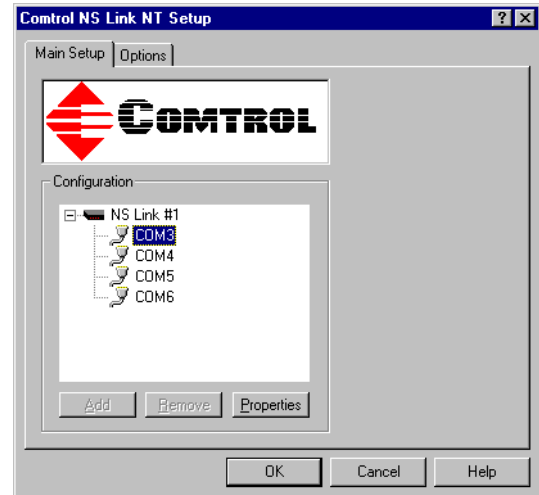 Comtrol NS Link NT Setup
Main Setup Options
COMTROL
Configuration
NS Link #1
COM3
COM4
COM5
COM6
Add Remove Properties
OK Cancel Help